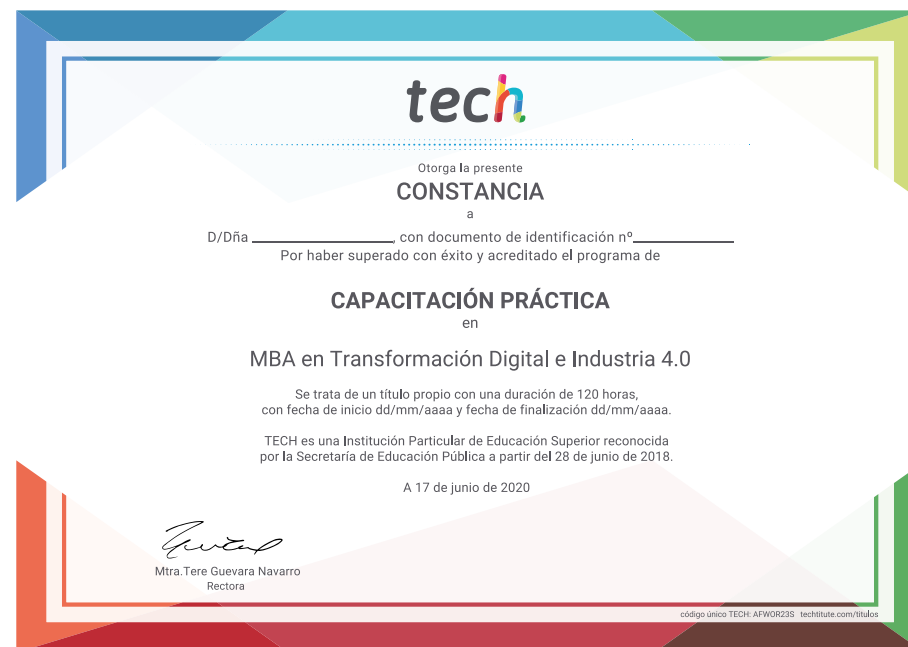 tech
Otorga la presente
CONSTANCIA
a
D/Dña ____________________, con documento de identificación nº______________
Por haber superado con éxito y acreditado el programa de
CAPACITACIÓN PRÁCTICA
en
MBA en Transformación Digital e Industria 4.0
Se trata de un título propio con una duración de 120 horas,
con fecha de inicio dd/mm/aaaa y fecha de finalización dd/mm/aaaa.
TECH es una Institución Particular de Educación Superior reconocida
por la Secretaría de Educación Pública a partir del 28 de junio de 2018.
A 17 de junio de 2020
Mtra.Tere Guevara Navarro
Rectora
código único TECH: AFWOR23S techtitute.com/titulos